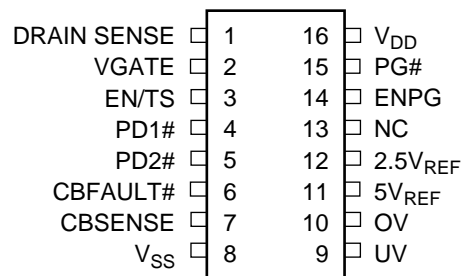 DRAIN SENSE 1 16 VDD
VGATE 2 15 PG#
EN/TS 3 14 ENPG
PD1# 4 13 NC
PD2# 5 12 2.5VREF
CBFAULT# 6 11 5VREF
CBSENSE 7 10 OV
VSS 8 9 UV